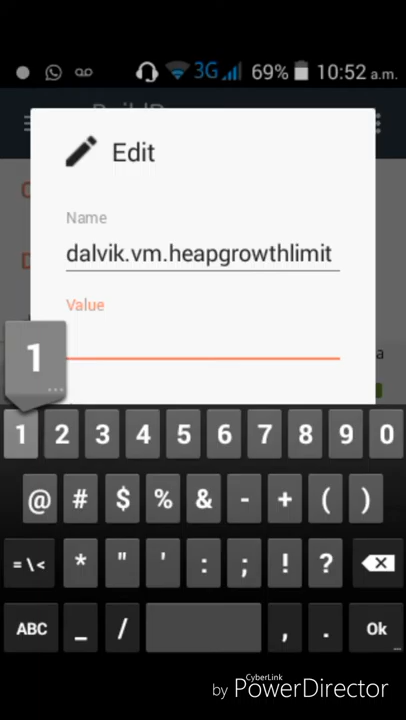 3G 69% 10:52 a.m.
Edit
Name
dalvik.vm.heapgrowthlimit
Value
a
1
1 2 3 4 5 6 7 8 9 0
@ # $ % & - + ( )
= \ < * " ' : ; ! ?
ABC _ / , . Ok
by CyberLink PowerDirector